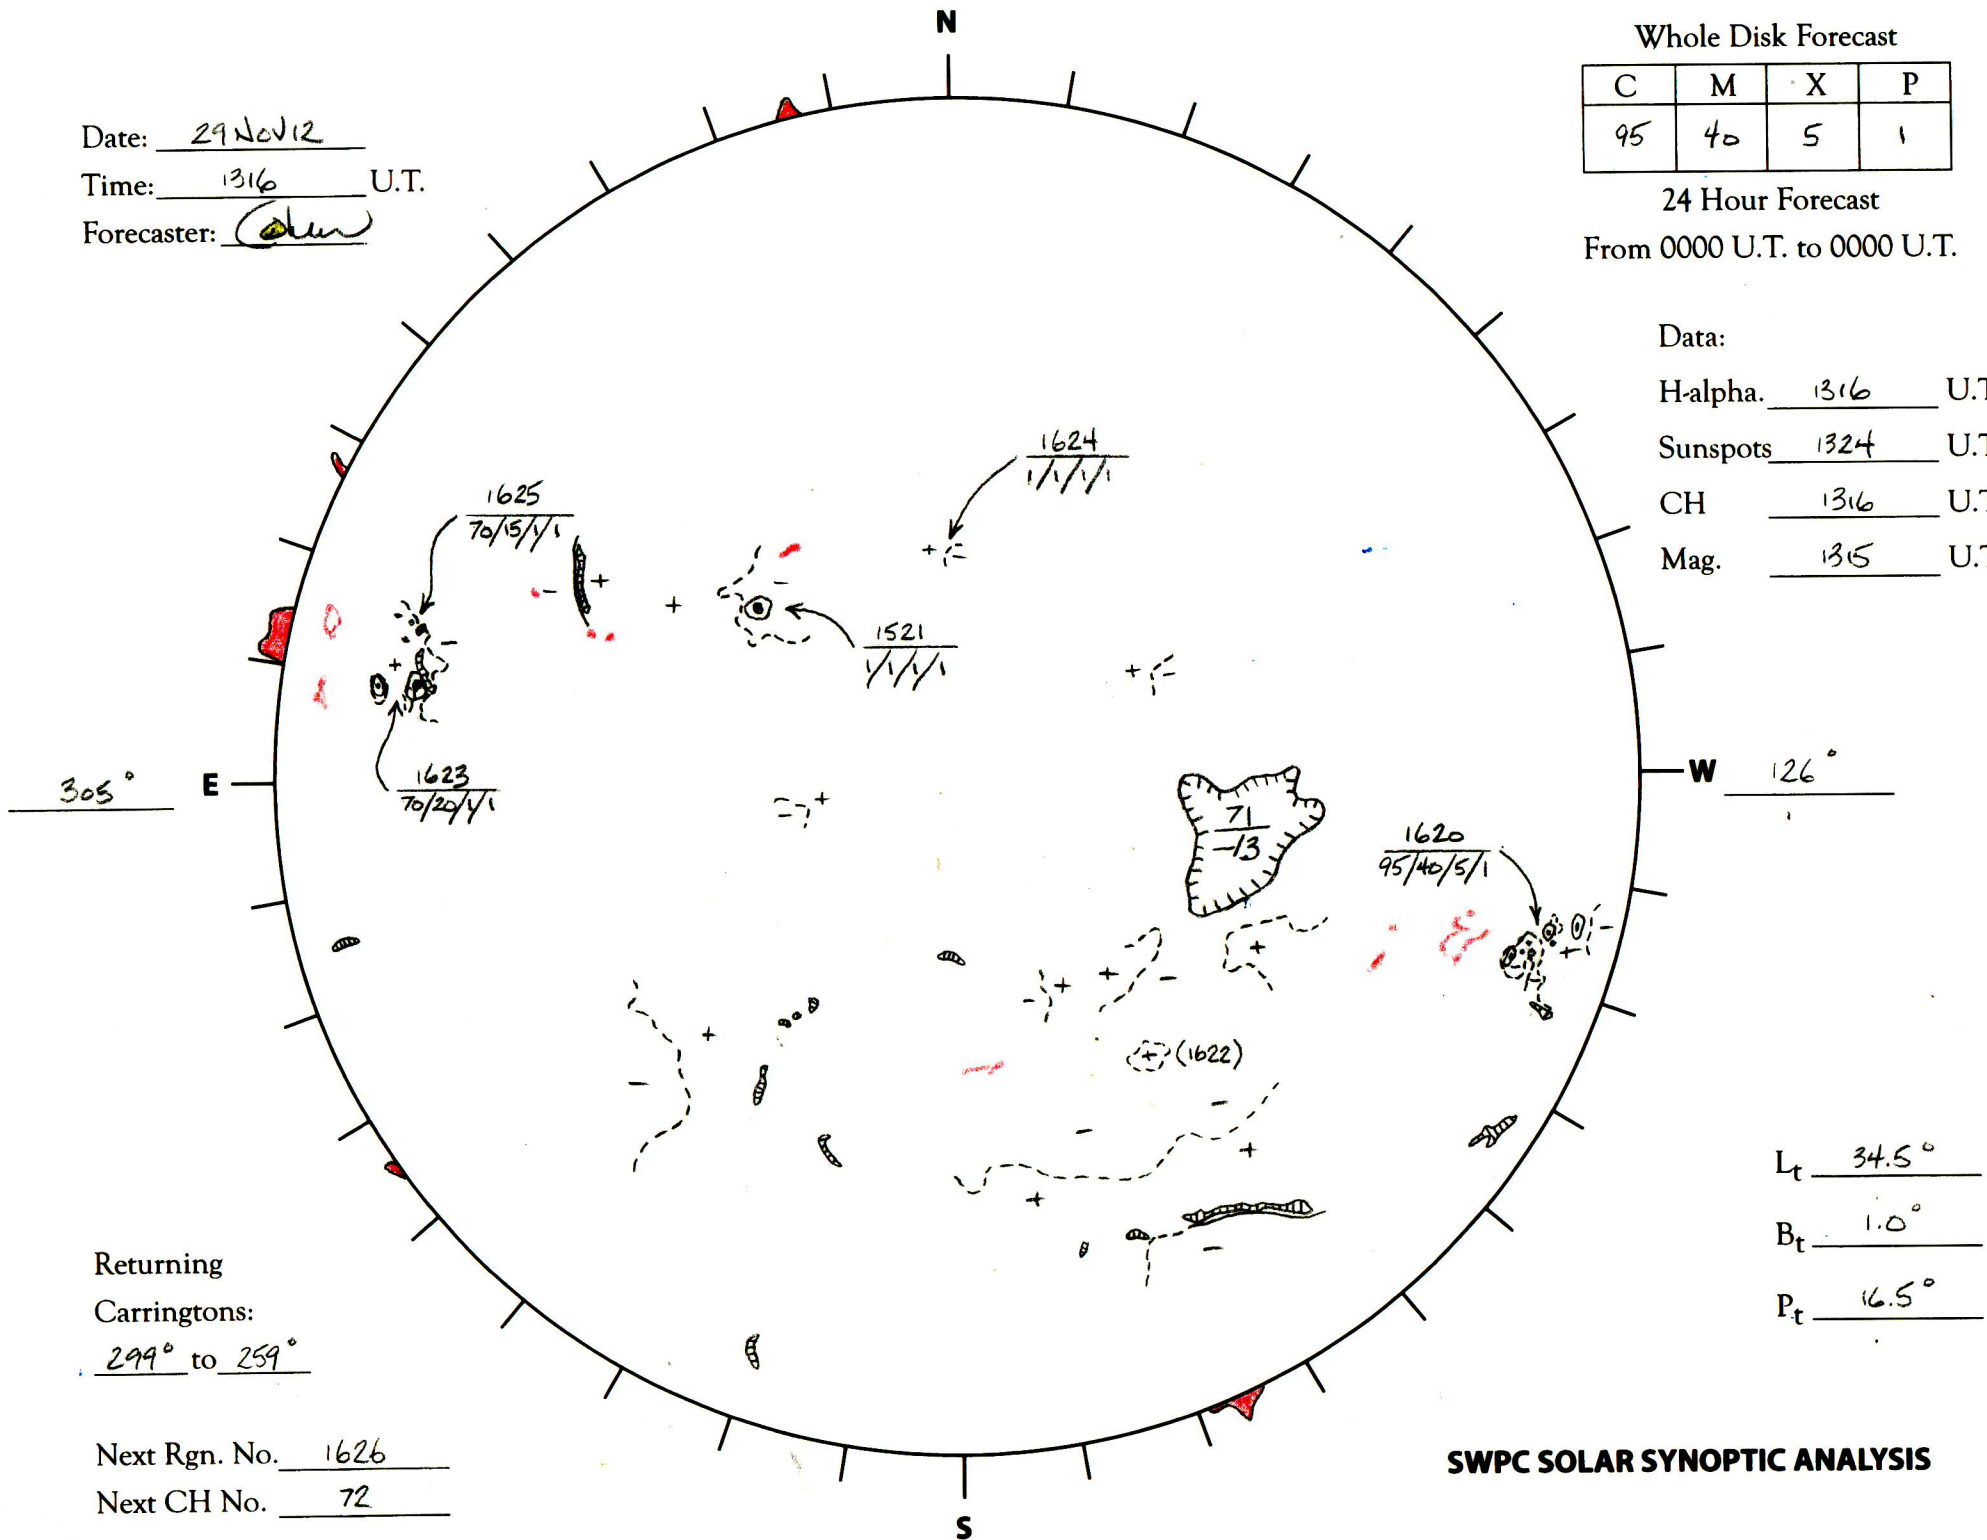 N
Whole Disk Forecast
C M X P
95 40 5 1
24 Hour Forecast
From 0000 U.T. to 0000 U.T.
Date: 29 NOV 12
Time: 1316 U.T.
Forecaster:
Data:
H-alpha. 1316 U.T
Sunspots 1324 U.T
CH 1316 U.T
Mag. 1315 U.T
1624
1/1/1/1
1625
70/15/1/1
1521
1/1/1/1
1623
70/20/1/1
305° E
W 126°
71
-13
1620
95/40/5/1
(1622)
Lt 34.5°
Bt 1.0°
Pt 16.5°
Returning
Carringtons:
299° to 259°
Next Rgn. No. 1626
Next CH No. 72
SWPC SOLAR SYNOPTIC ANALYSIS
S